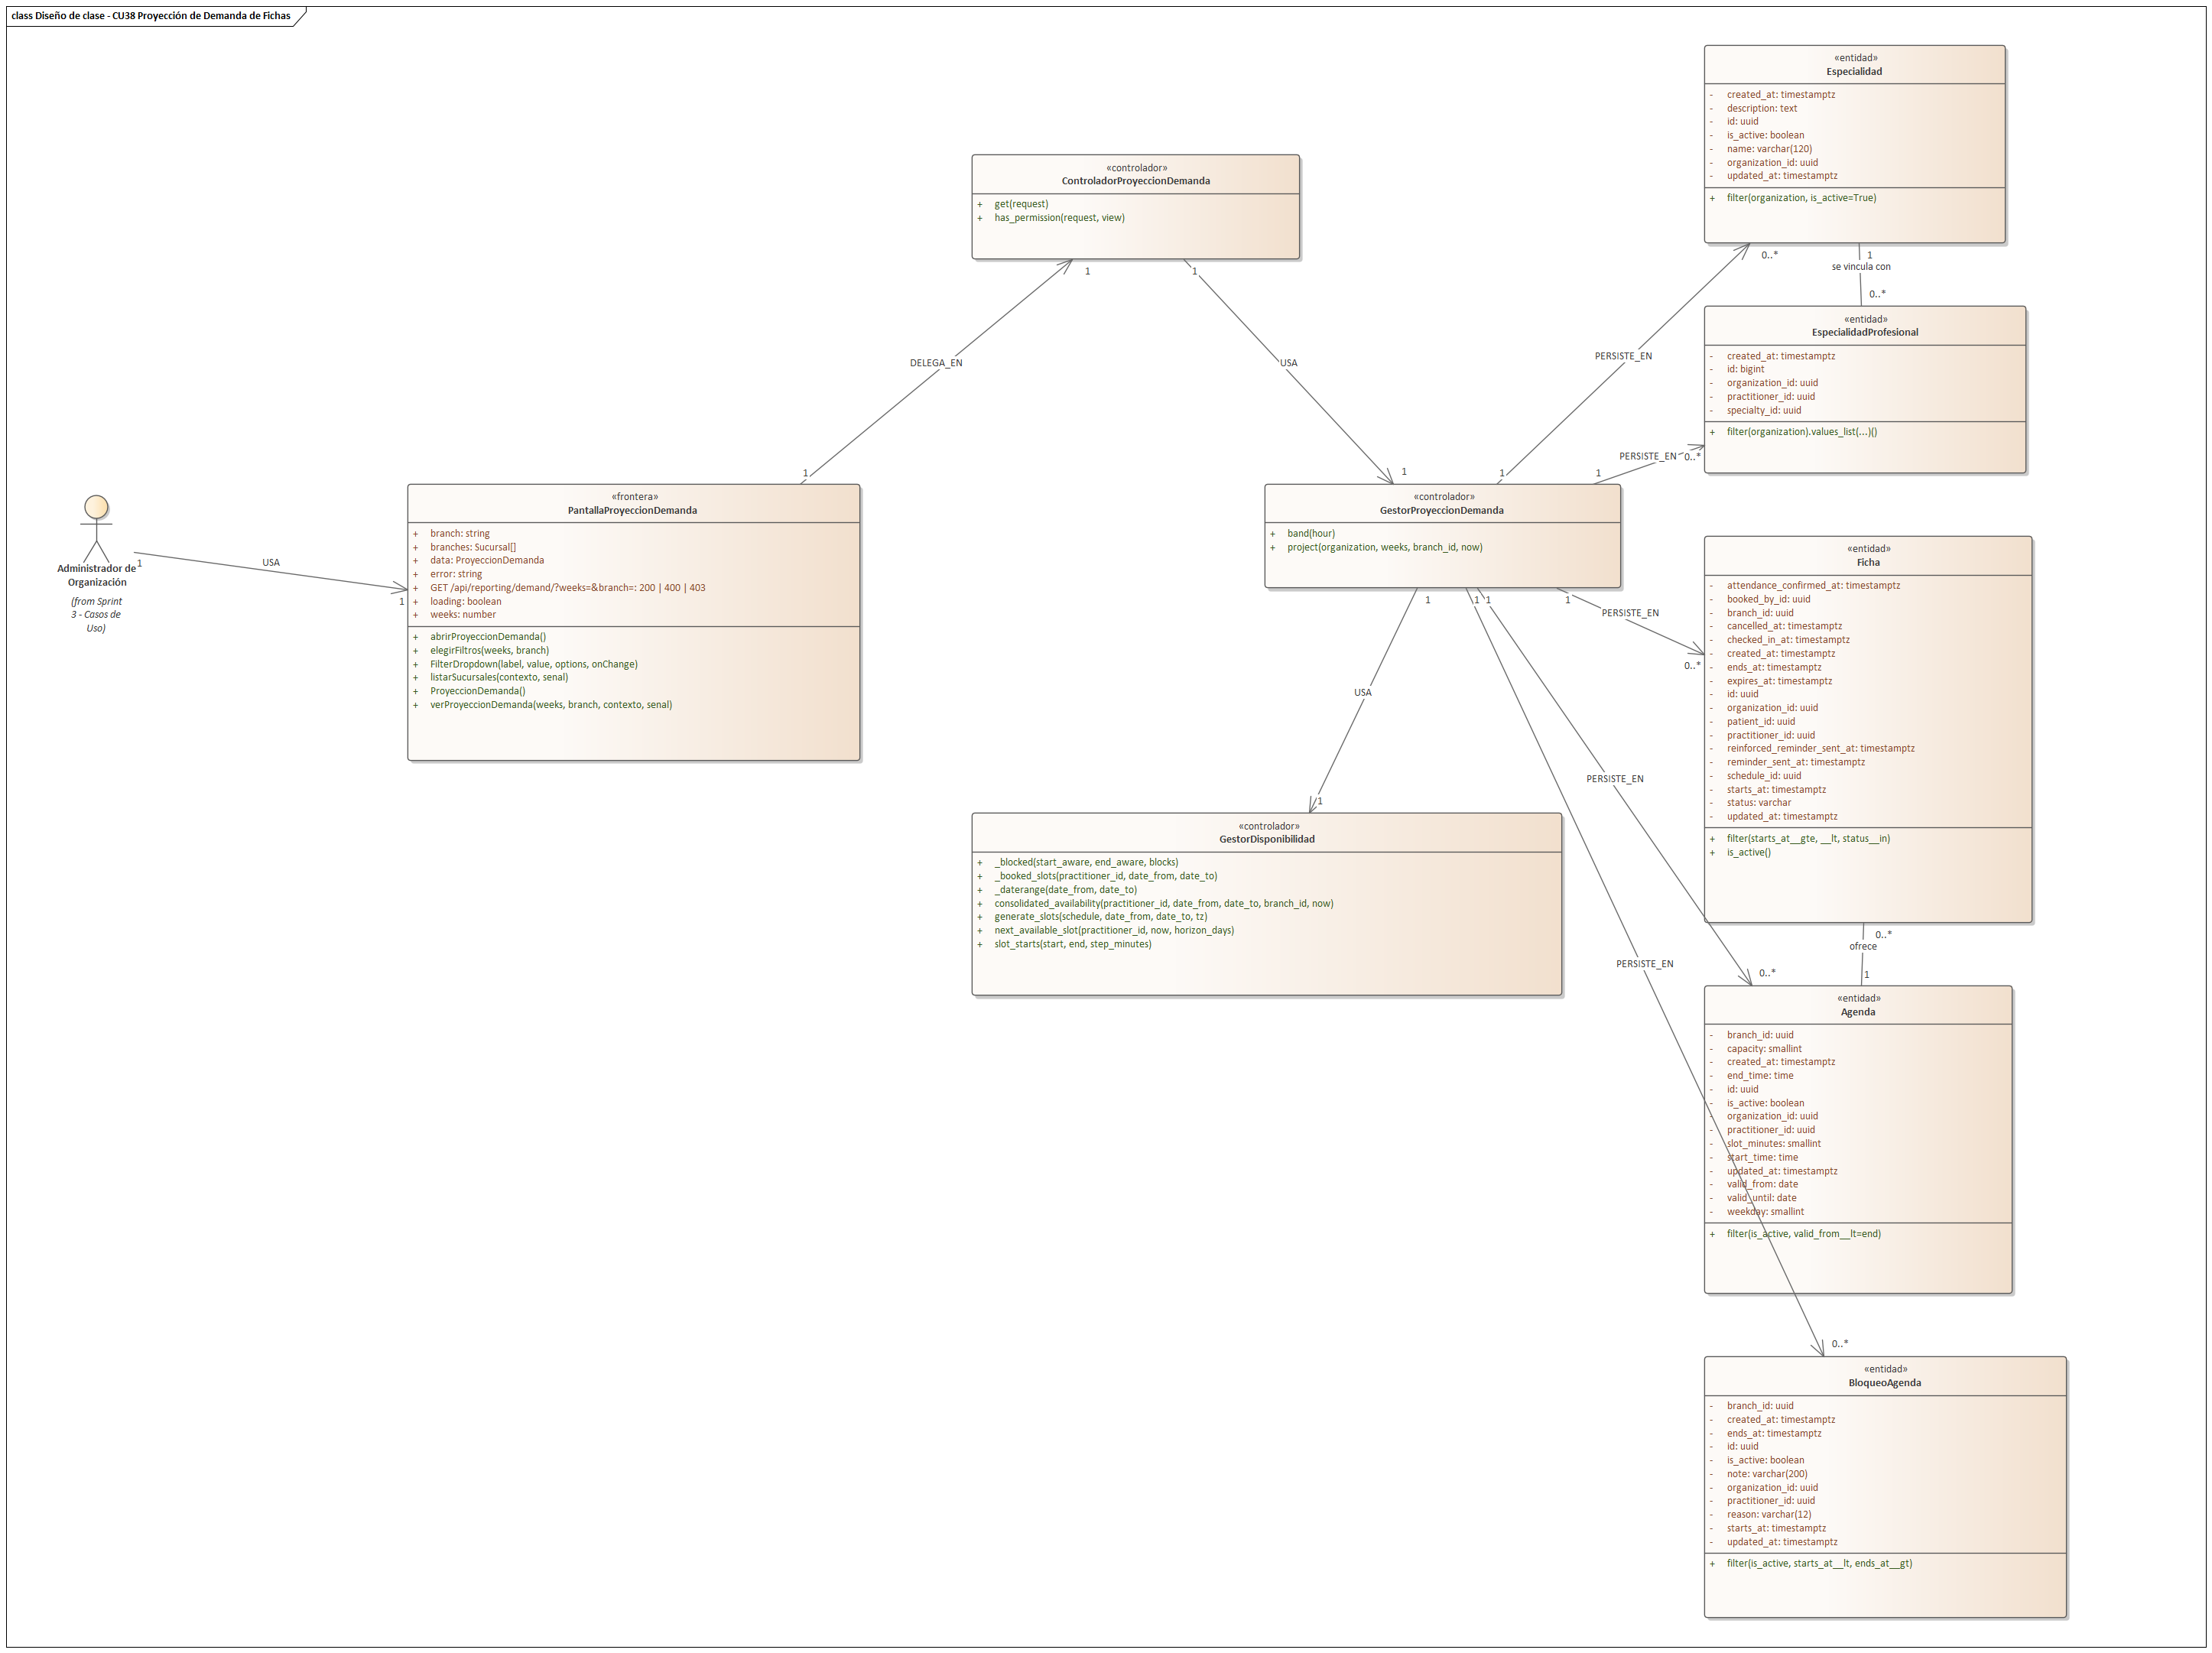 class Diseño de clase - CU38 Proyección de Demanda de Fichas
«entidad»
Especialidad
- created_at: timestamptz
- description: text
- id: uuid
- is_active: boolean
- name: varchar(120)
- organization_id: uuid
- updated_at: timestamptz
+ filter(organization, is_active=True)
0..*
1
se vincula con
0..*
«controlador»
ControladorProyeccionDemanda
+ get(request)
+ has_permission(request, view)
1
1
DELEGA_EN
USA
PERSISTE_EN
«entidad»
EspecialidadProfesional
- created_at: timestamptz
- id: bigint
- organization_id: uuid
- practitioner_id: uuid
- specialty_id: uuid
+ filter(organization).values_list(...)()
PERSISTE_EN
0..*
1
1
1
1
«frontera»
PantallaProyeccionDemanda
+ branch: string
+ branches: Sucursal[]
+ data: ProyeccionDemanda
+ error: string
+ GET /api/reporting/demand/?weeks=&branch=: 200 | 400 | 403
+ loading: boolean
+ weeks: number
+ abrirProyeccionDemanda()
+ elegirFiltros(weeks, branch)
+ FilterDropdown(label, value, options, onChange)
+ listarSucursales(contexto, senal)
+ ProyeccionDemanda()
+ verProyeccionDemanda(weeks, branch, contexto, senal)
Administrador de
Organización
(from Sprint
3 - Casos de
Uso)
1
USA
1
«controlador»
GestorProyeccionDemanda
+ band(hour)
+ project(organization, weeks, branch_id, now)
1
1
1
1
PERSISTE_EN
0..*
«entidad»
Ficha
- attendance_confirmed_at: timestamptz
- booked_by_id: uuid
- branch_id: uuid
- cancelled_at: timestamptz
- checked_in_at: timestamptz
- created_at: timestamptz
- ends_at: timestamptz
- expires_at: timestamptz
- id: uuid
- organization_id: uuid
- patient_id: uuid
- practitioner_id: uuid
- reinforced_reminder_sent_at: timestamptz
- reminder_sent_at: timestamptz
- schedule_id: uuid
- starts_at: timestamptz
- status: varchar
- updated_at: timestamptz
+ filter(starts_at__gte, __lt, status__in)
+ is_active()
USA
PERSISTE_EN
1
«controlador»
GestorDisponibilidad
+ _blocked(start_aware, end_aware, blocks)
+ _booked_slots(practitioner_id, date_from, date_to)
+ _daterange(date_from, date_to)
+ consolidated_availability(practitioner_id, date_from, date_to, branch_id, now)
+ generate_slots(schedule, date_from, date_to, tz)
+ next_available_slot(practitioner_id, now, horizon_days)
+ slot_starts(start, end, step_minutes)
PERSISTE_EN
0..*
ofrece
1
0..*
«entidad»
Agenda
- branch_id: uuid
- capacity: smallint
- created_at: timestamptz
- end_time: time
- id: uuid
- is_active: boolean
- organization_id: uuid
- practitioner_id: uuid
- slot_minutes: smallint
- start_time: time
- updated_at: timestamptz
- valid_from: date
- valid_until: date
- weekday: smallint
+ filter(is_active, valid_from__lt=end)
0..*
«entidad»
BloqueoAgenda
- branch_id: uuid
- created_at: timestamptz
- ends_at: timestamptz
- id: uuid
- is_active: boolean
- note: varchar(200)
- organization_id: uuid
- practitioner_id: uuid
- reason: varchar(12)
- starts_at: timestamptz
- updated_at: timestamptz
+ filter(is_active, starts_at__lt, ends_at__gt)